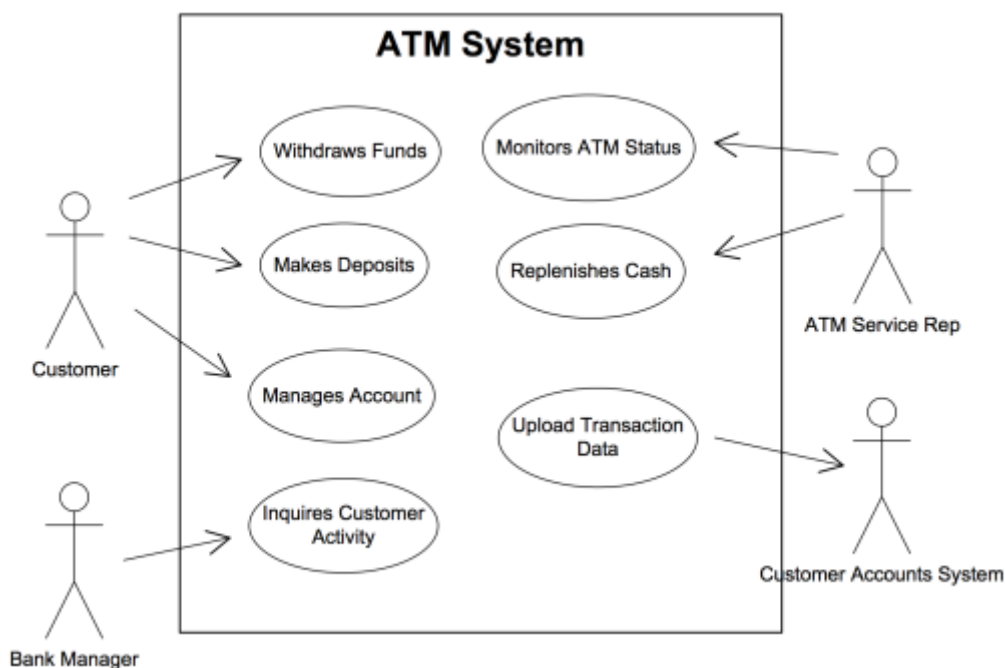 ATM System
Withdraws Funds
Monitors ATM Status
Makes Deposits
Replenishes Cash
ATM Service Rep
Customer
Manages Account
Upload Transaction
Data
Inquires Customer
Activity
Customer Accounts System
Bank Manager